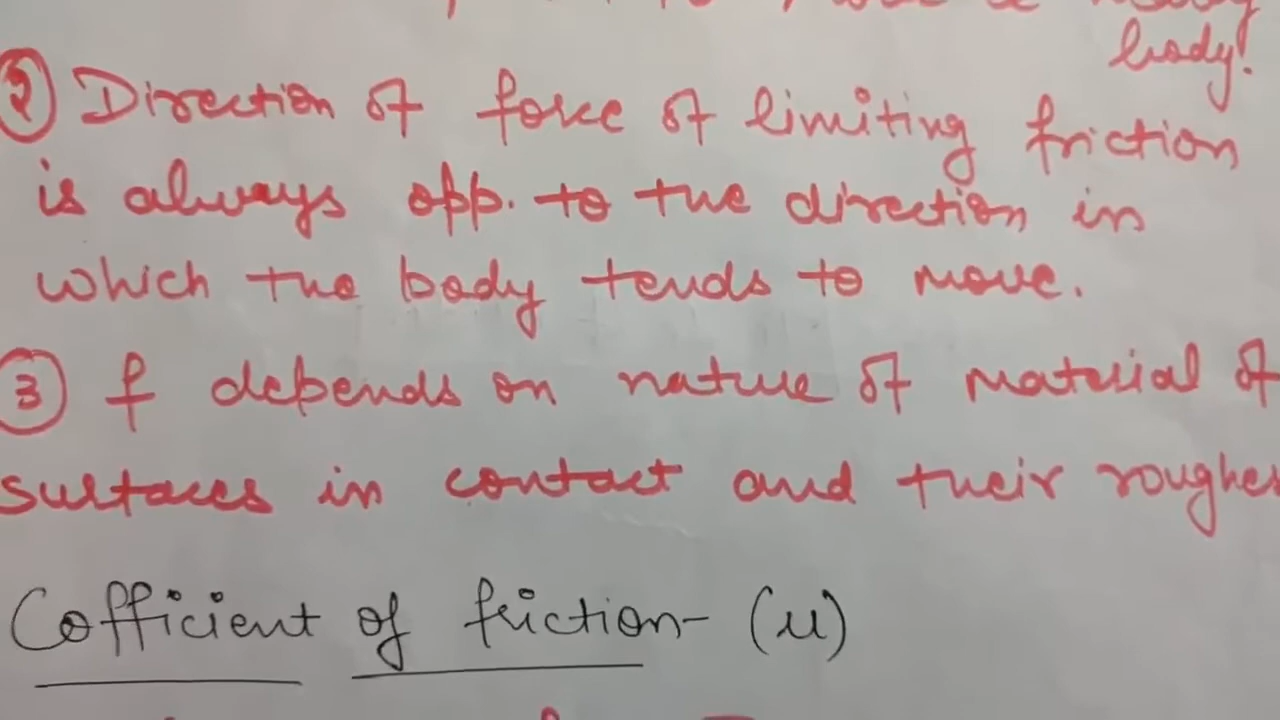 body!
② Direction of force of limiting friction
is always opp. to the direction in
which the body tends to move.
③ f depends on nature of material of
surfaces in contact and their
Cofficient of friction- (u)